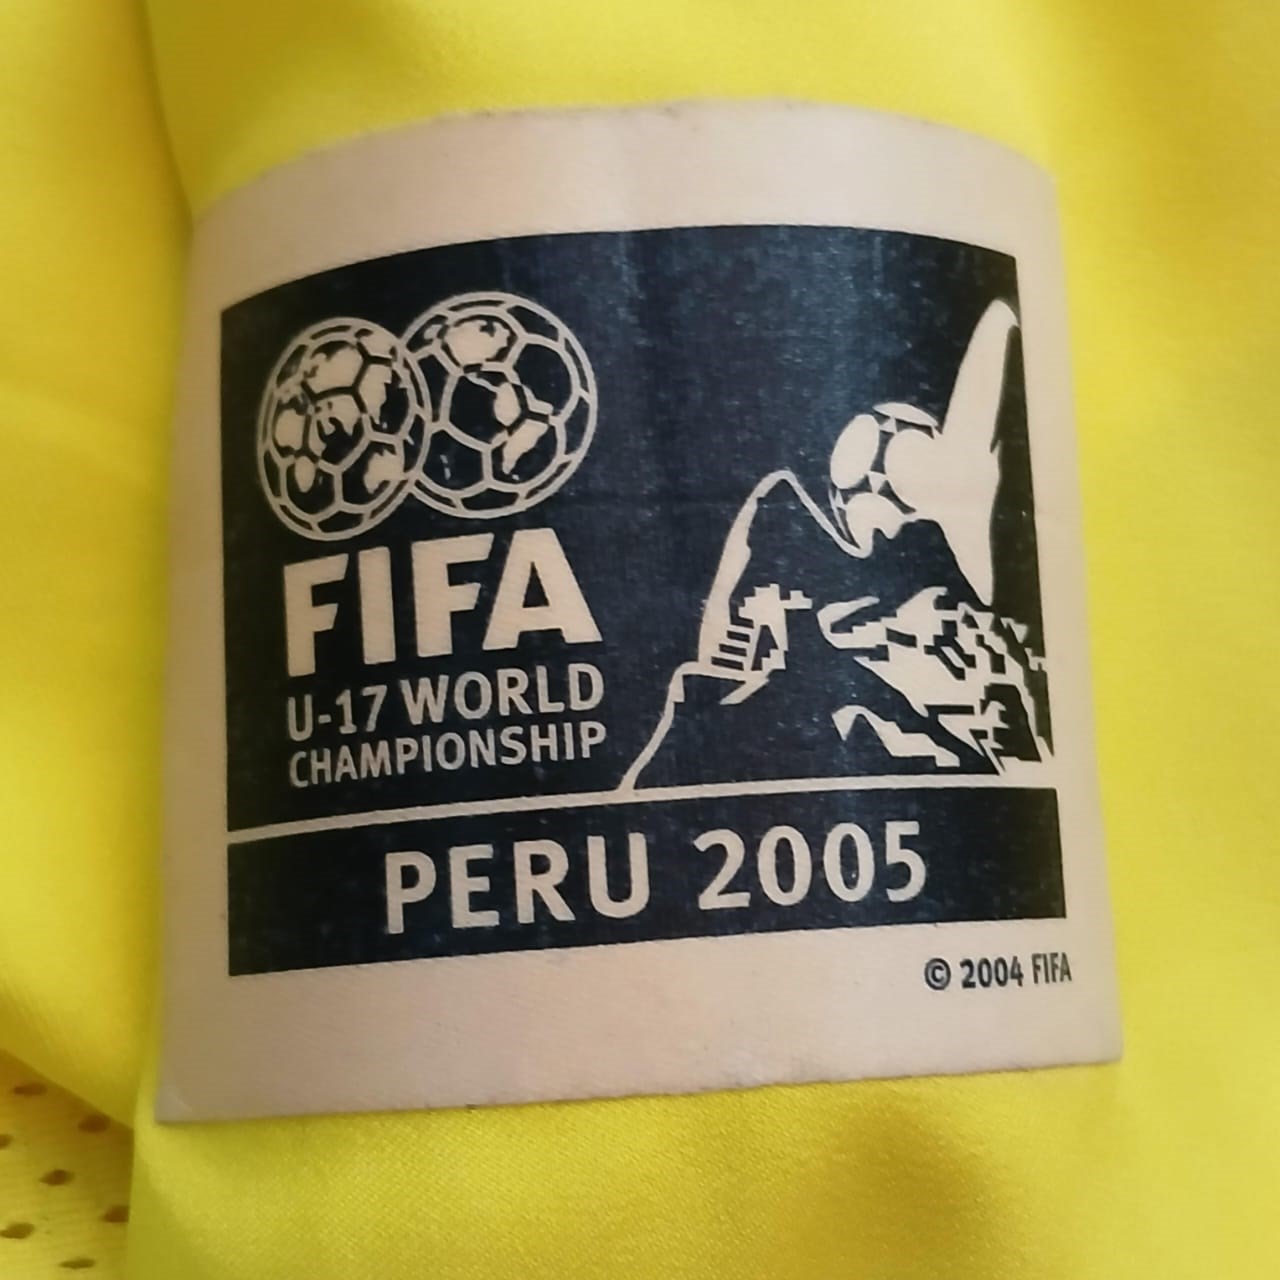 FIFA
U-17 WORLD
CHAMPIONSHIP
PERU 2005
© 2004 FIFA